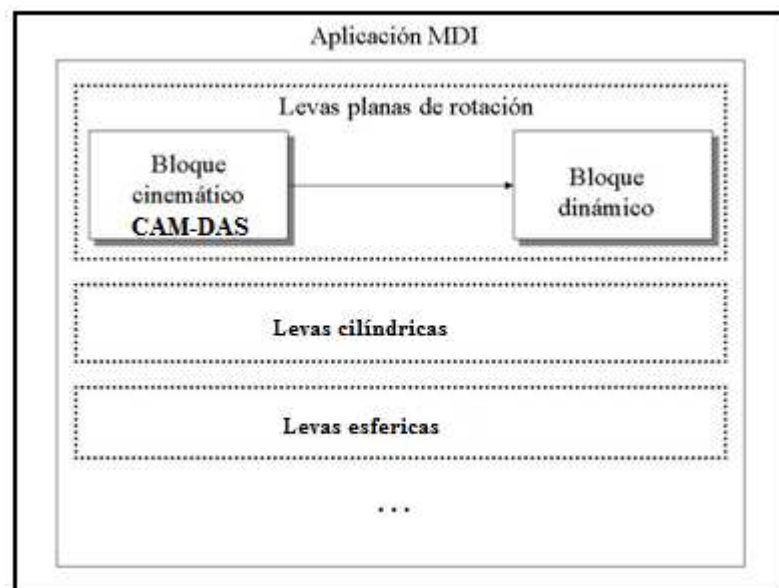 Aplicación MDI
Levas planas de rotación
Bloque
cinemático
CAM-DAS
Bloque
dinámico
Levas cilíndricas
Levas esfericas
...